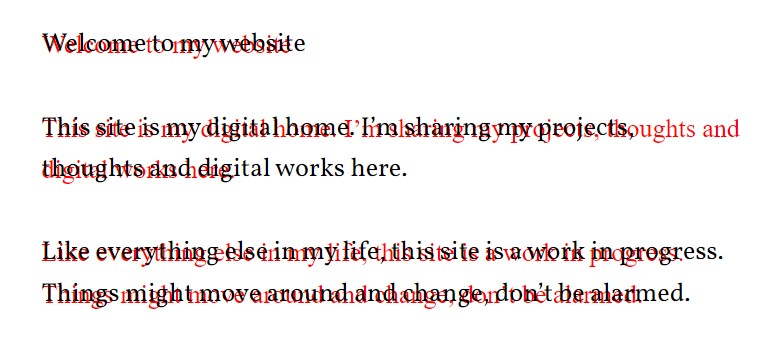 Welcome to my website
Welcome to my website
This site is my digital home. I’m sharing my projects,
This site is my digital home. I’m sharing my projects, thoughts and
thoughts and digital works here.
digital works here.
Like everything else in my life, this site is a work in progress.
Like everything else in my life, this site is a work in progress.
Things might move around and change, don’t be alarmed.
Things might move around and change, don’t be alarmed.